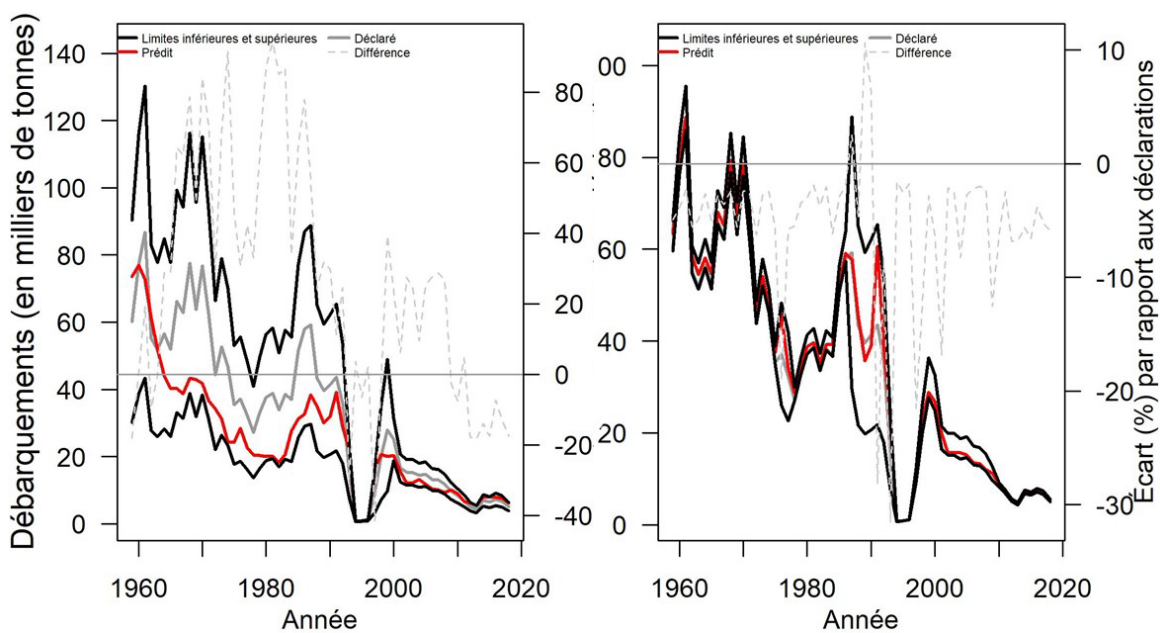 Débarquements (en milliers de tonnes)
140
120
100
80
60
40
20
0
Limites inférieures et supérieures
Prédit
Déclaré
Différence
80
60
40
20
0
-20
-40
1960
1980
2000
2020
Année
00
80
60
40
20
0
Limites inférieures et supérieures
Prédit
Déclaré
Différence
10
0
-10
-20
-30
Écart (%) par rapport aux déclarations
1960
1980
2000
2020
Année